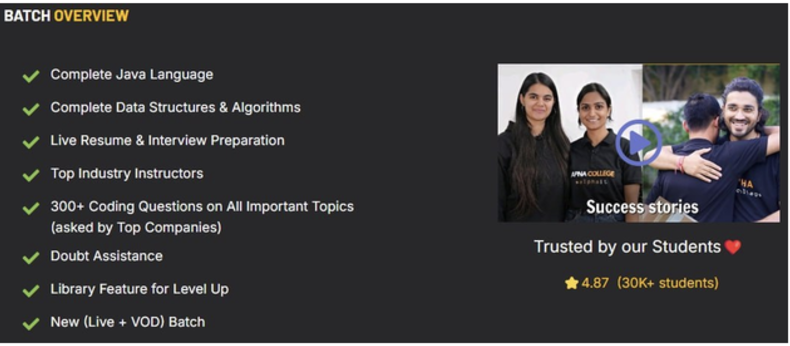 BATCH OVERVIEW
Complete Java Language
Complete Data Structures & Algorithms
Live Resume & Interview Preparation
Top Industry Instructors
300+ Coding Questions on All Important Topics
(asked by Top Companies)
Doubt Assistance
Library Feature for Level Up
New (Live + VOD) Batch
APNA COLLEGE
Success stories
Trusted by our Students ❤️
⭐ 4.87 (30K+ students)